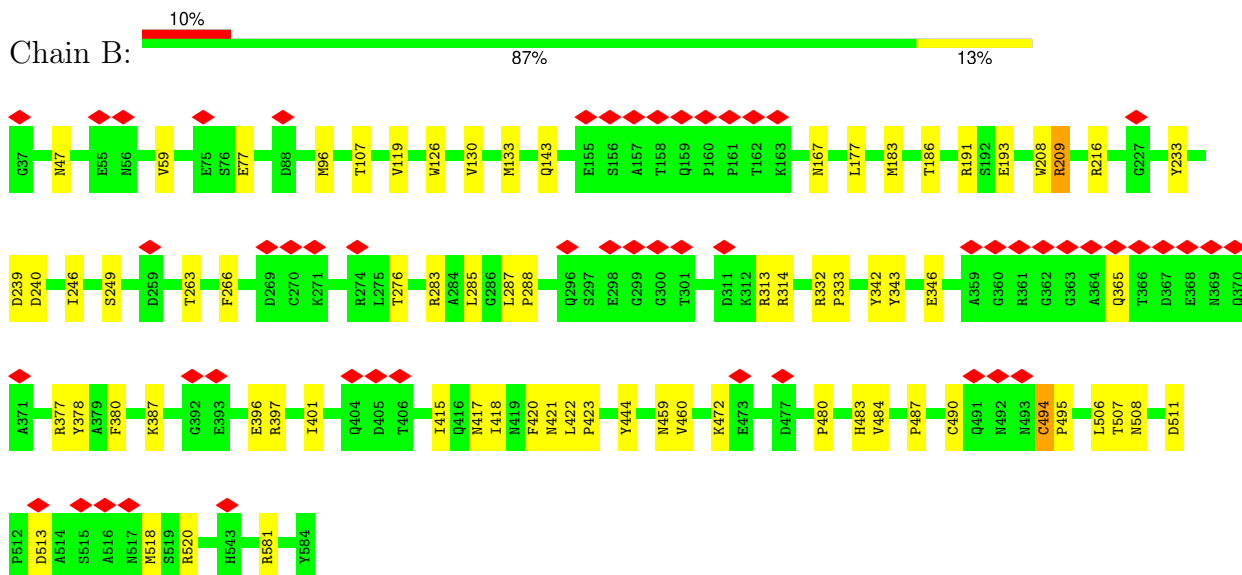 10%
Chain B:
87% 13%
G37 N47 E55 N56 V59 E75 S76 E77 D88 M96 T107 V119 W126 V130 M133 Q143 E155 S156 A157 T158 Q159 P160 P161 T162 K163 N167 L177 M183 T186 R191 S192 E193 W208 R209 R216 G227 Y233
D239 D240 I246 S249 D259 T263 F266 D269 C270 K271 R274 L275 T276 R283 A284 L285 G286 L287 P288 Q296 S297 E298 G299 G300 T301 D311 K312 R313 R314 R332 P333 Y342 Y343 E346 A359 G360 R361 G362 G363 A364 Q365 T366 D367 E368 N369 Q370
A371 R377 Y378 A379 F380 K387 G392 E393 E396 R397 I401 Q404 D405 T406 I415 Q416 N417 I418 N419 F420 N421 L422 P423 Y444 N459 V460 K472 E473 D477 P480 H483 V484 P487 C490 Q491 N492 N493 C494 P495 L506 T507 N508 D511
P512 D513 A514 S515 A516 N517 M518 S519 R520 H543 R581 Y584